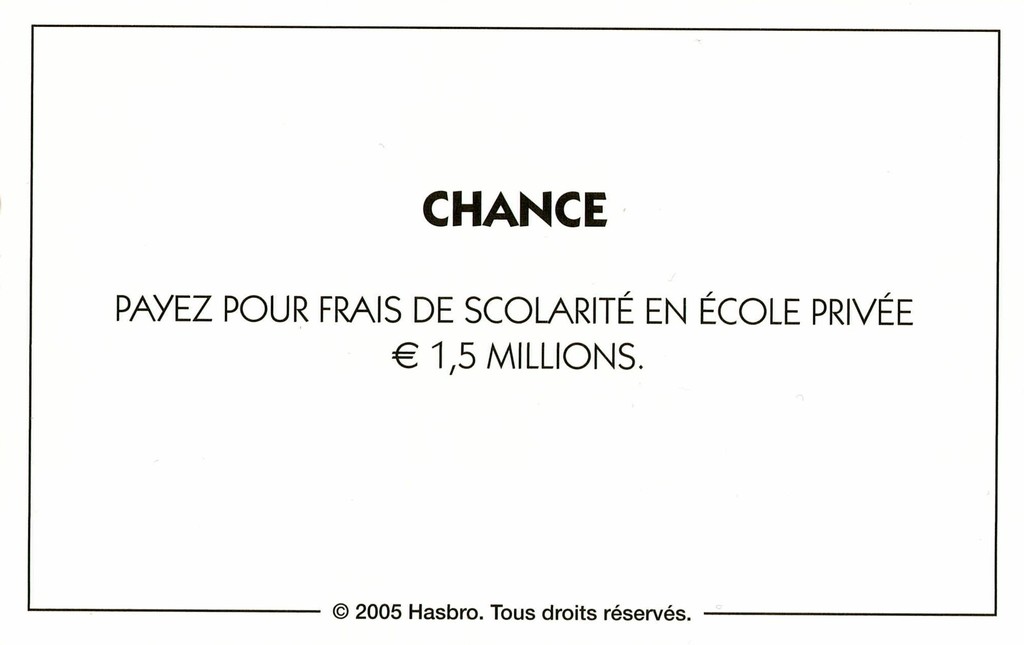 CHANCE
PAYEZ POUR FRAIS DE SCOLARITÉ EN ÉCOLE PRIVÉE
€ 1,5 MILLIONS.
© 2005 Hasbro. Tous droits réservés.